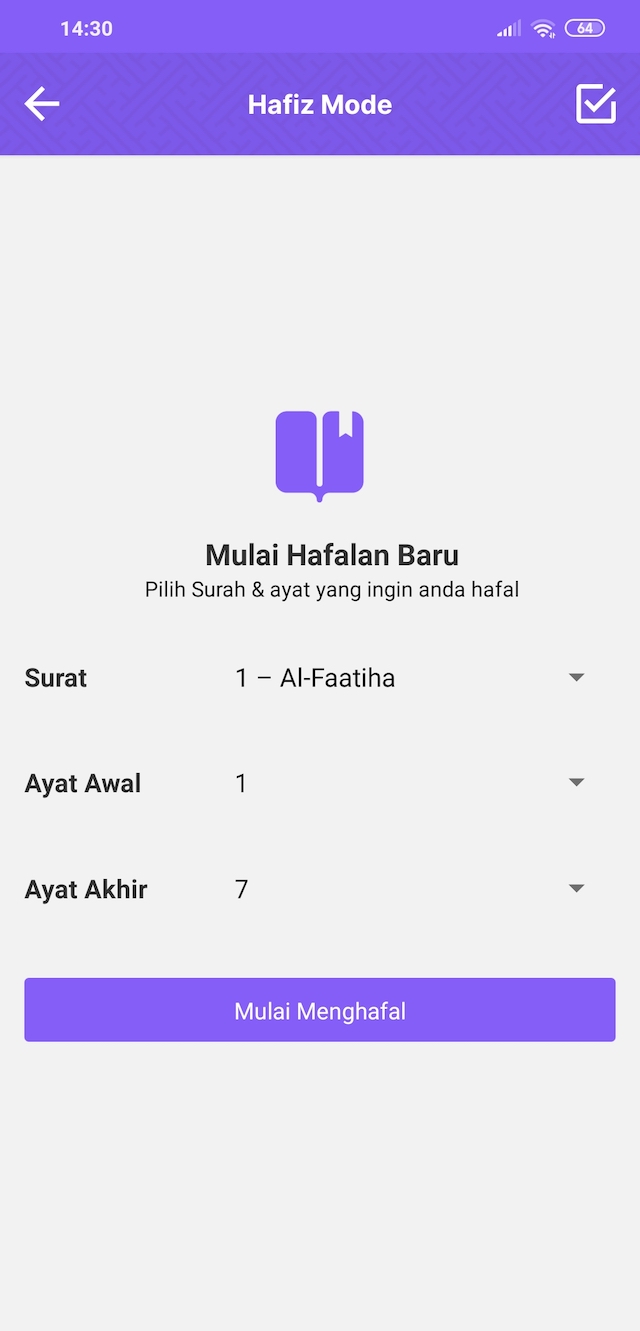 14:30
64
Hafiz Mode
Mulai Hafalan Baru
Pilih Surah & ayat yang ingin anda hafal
Surat 1 – Al-Faatiha
Ayat Awal 1
Ayat Akhir 7
Mulai Menghafal